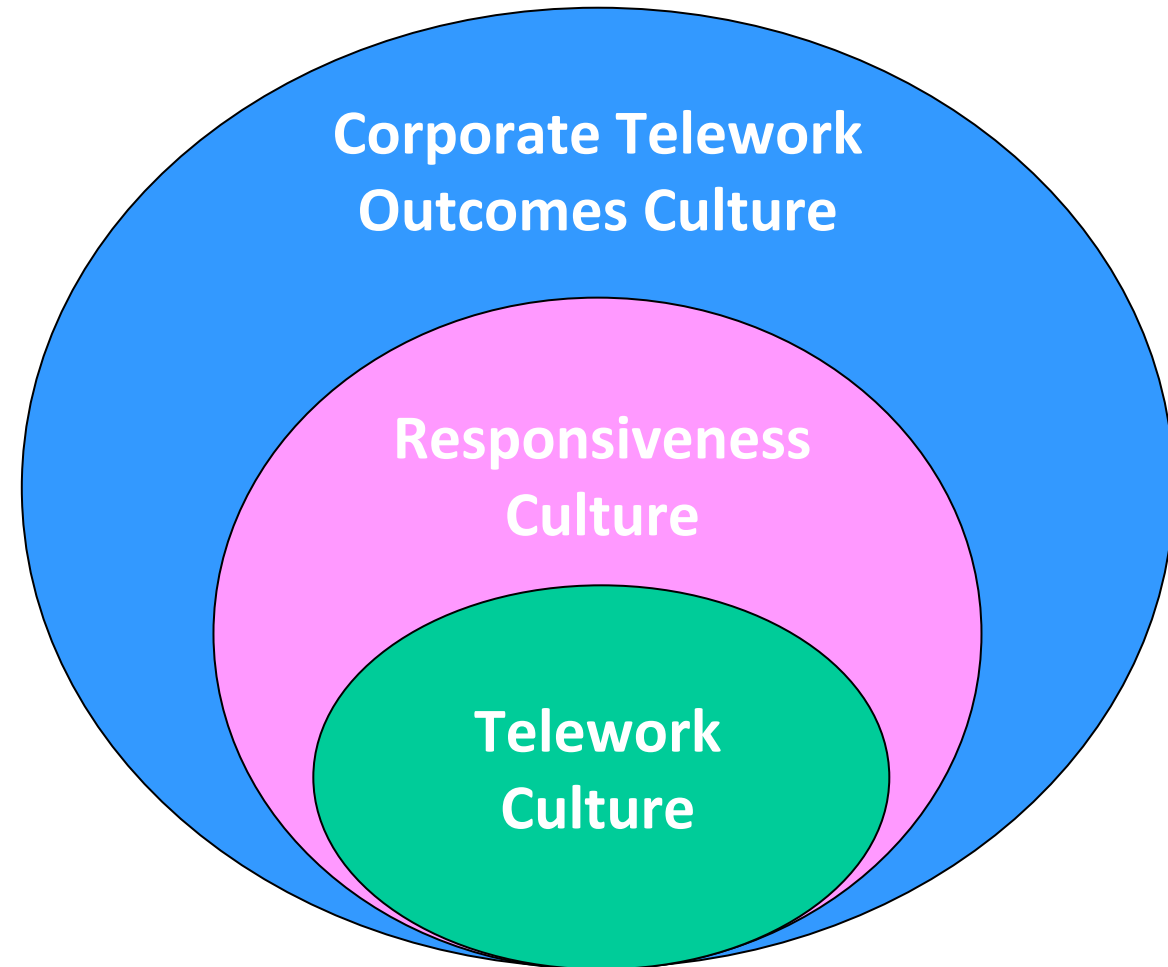 Corporate Telework
Outcomes Culture
Responsiveness
Culture
Telework
Culture